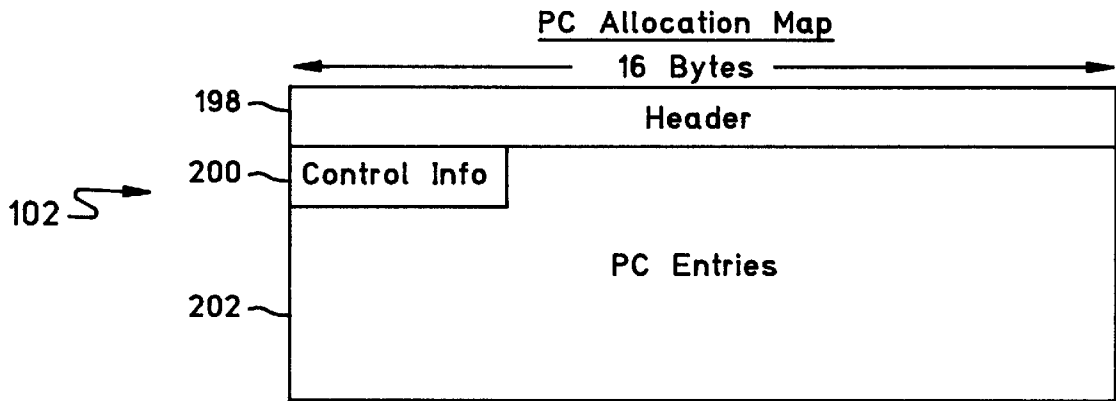 PC Allocation Map
16 Bytes
198
Header
200
Control Info
102
PC Entries
202